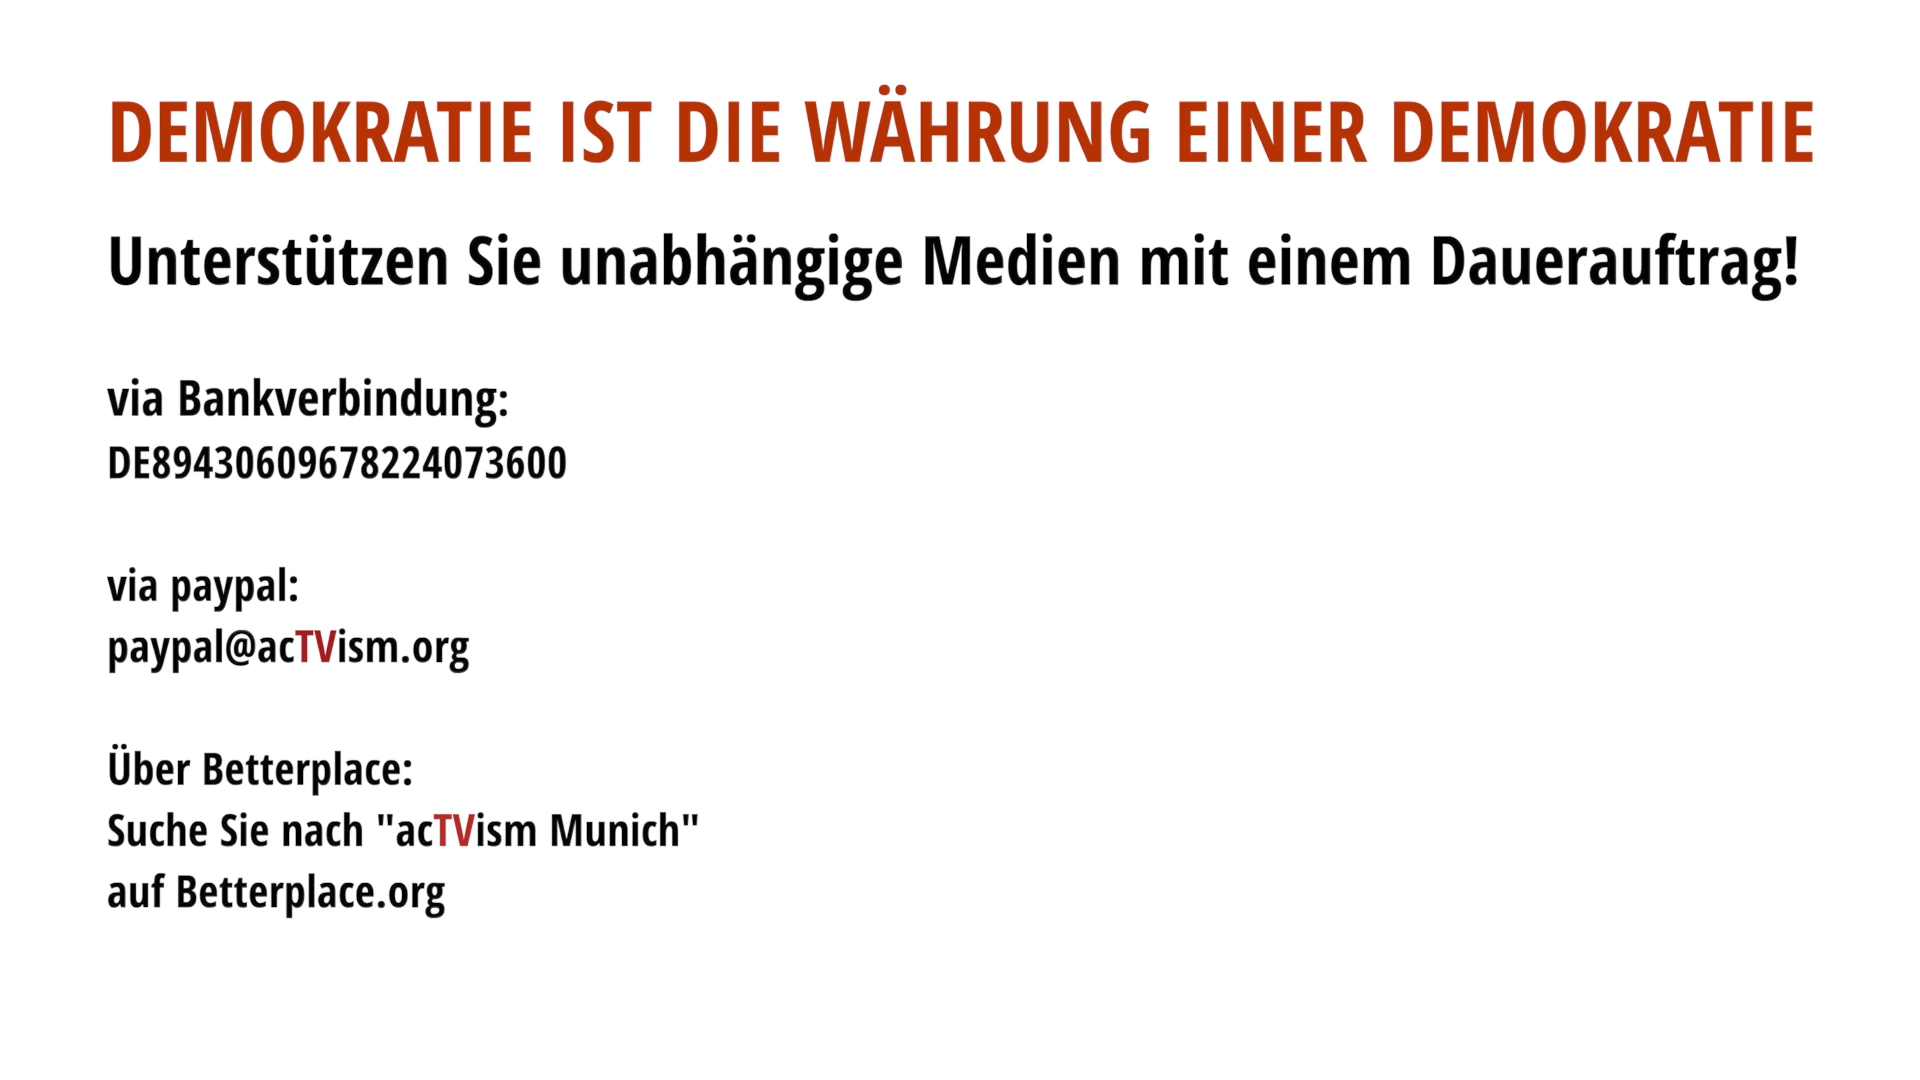 DEMOKRATIE IST DIE WÄHRUNG EINER DEMOKRATIE
Unterstützen Sie unabhängige Medien mit einem Dauerauftrag!
via Bankverbindung:
DE89430609678224073600
via paypal:
paypal@acTVism.org
Über Betterplace:
Suche Sie nach "acTVism Munich"
auf Betterplace.org